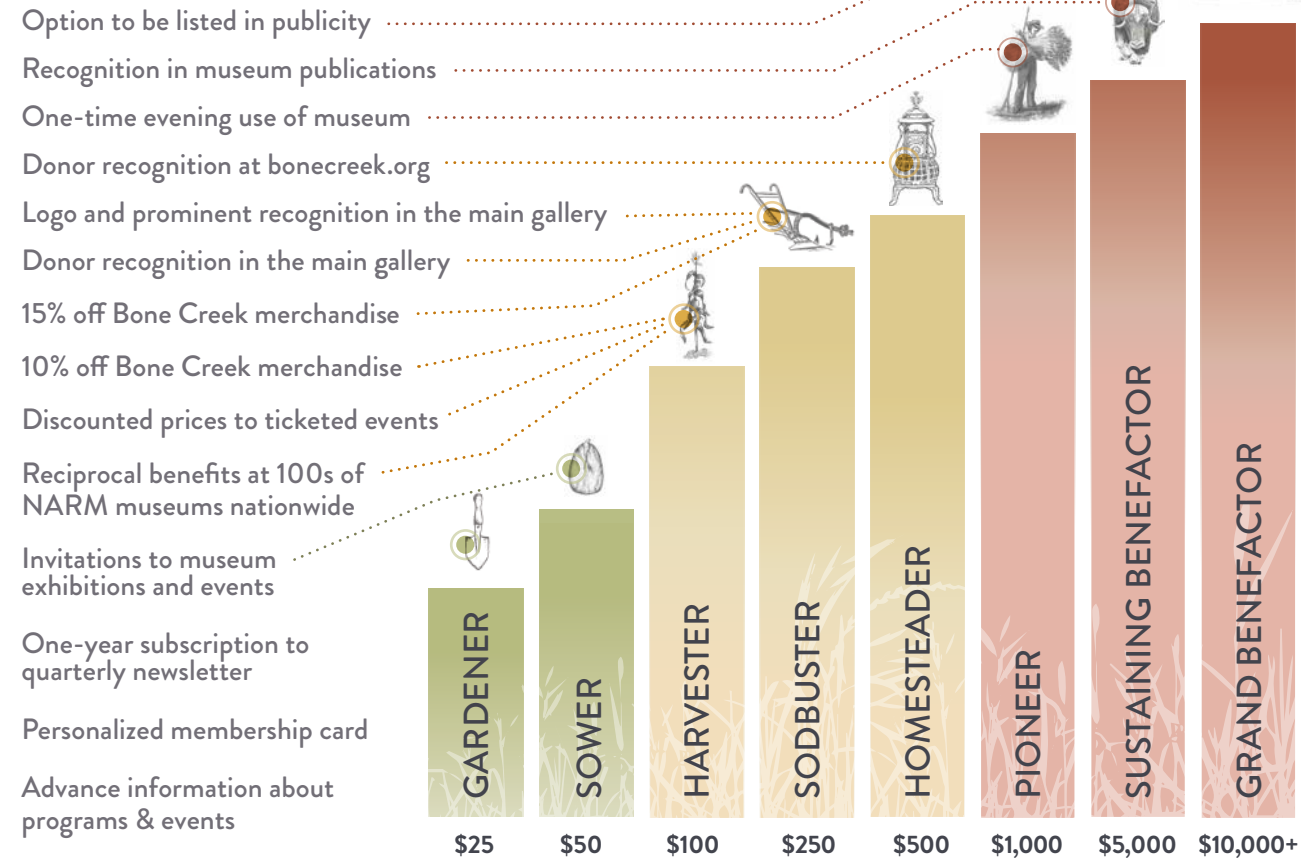 Option to be listed in publicity
Recognition in museum publications
One-time evening use of museum
Donor recognition at bonecreek.org
Logo and prominent recognition in the main gallery
Donor recognition in the main gallery
15% off Bone Creek merchandise
10% off Bone Creek merchandise
Discounted prices to ticketed events
Reciprocal benefits at 100s of
NARM museums nationwide
Invitations to museum
exhibitions and events
One-year subscription to
quarterly newsletter
Personalized membership card
Advance information about
programs & events
GARDENER
SOWER
HARVESTER
SODBUSTER
HOMESTEADER
PIONEER
SUSTAINING BENEFACTOR
GRAND BENEFACTOR
$25
$50
$100
$250
$500
$1,000
$5,000
$10,000+